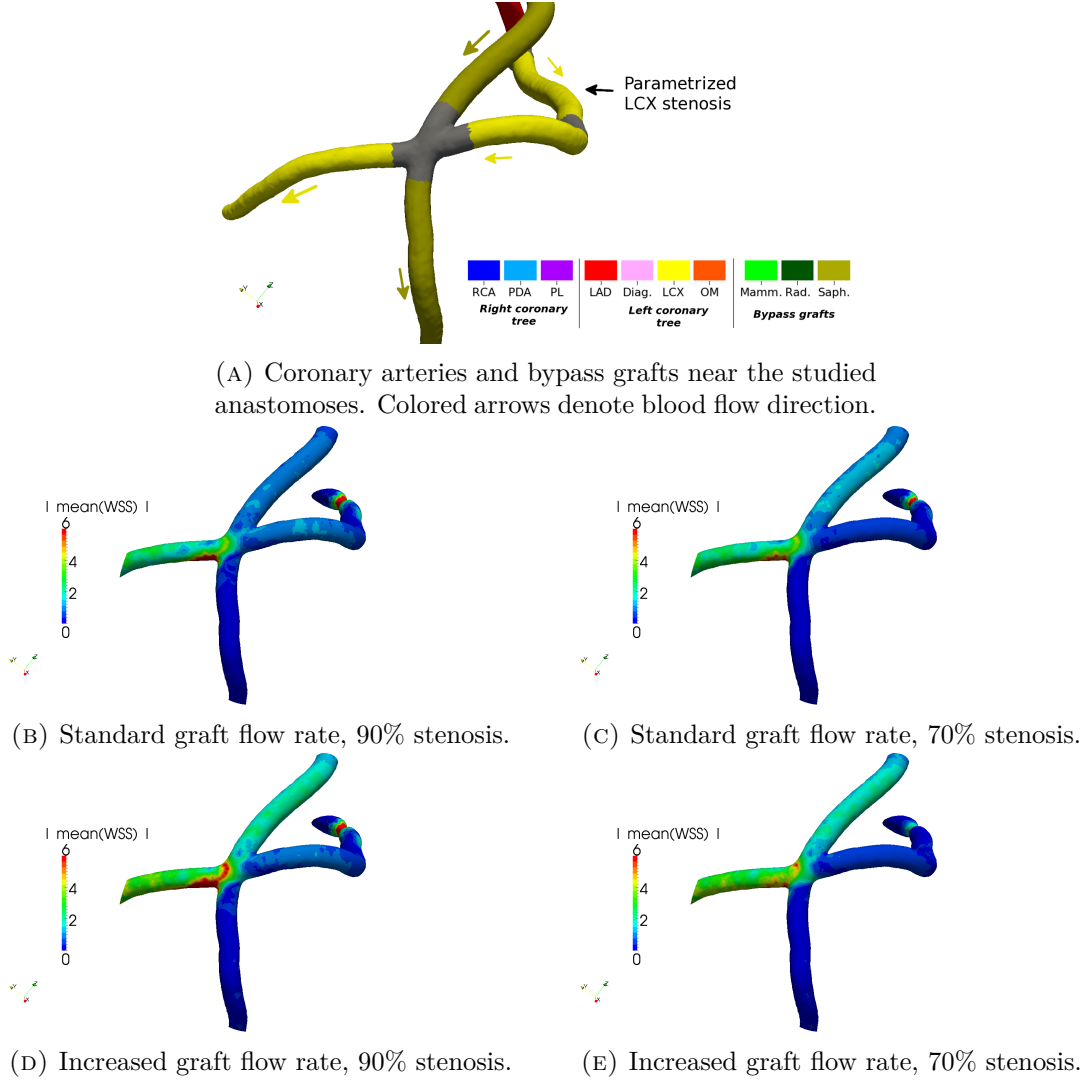 Parametrized
LCX stenosis
RCA PDA PL LAD Diag. LCX OM Mamm. Rad. Saph.
Right coronary tree Left coronary tree Bypass grafts
Y Z X
(A) Coronary arteries and bypass grafts near the studied
anastomoses. Colored arrows denote blood flow direction.
| mean(WSS) |
6
4
2
0
Y Z X
(B) Standard graft flow rate, 90% stenosis.
| mean(WSS) |
6
4
2
0
Y Z X
(C) Standard graft flow rate, 70% stenosis.
| mean(WSS) |
6
4
2
0
Y Z X
(D) Increased graft flow rate, 90% stenosis.
| mean(WSS) |
6
4
2
0
Y Z X
(E) Increased graft flow rate, 70% stenosis.